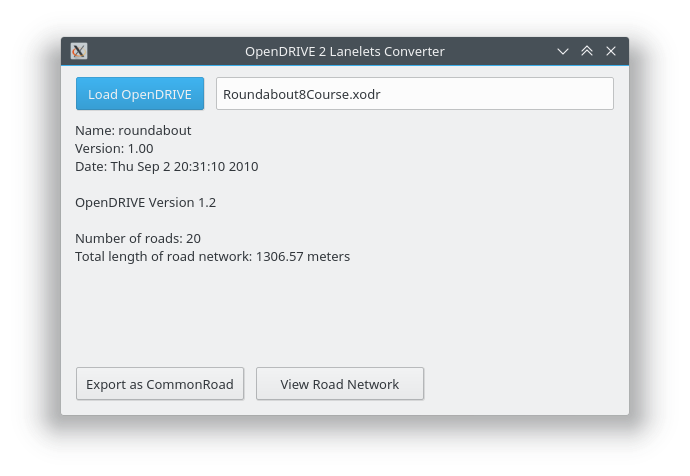 OpenDRIVE 2 Lanelets Converter
Load OpenDRIVE
Roundabout8Course.xodr
Name: roundabout
Version: 1.00
Date: Thu Sep 2 20:31:10 2010
OpenDRIVE Version 1.2
Number of roads: 20
Total length of road network: 1306.57 meters
Export as CommonRoad
View Road Network